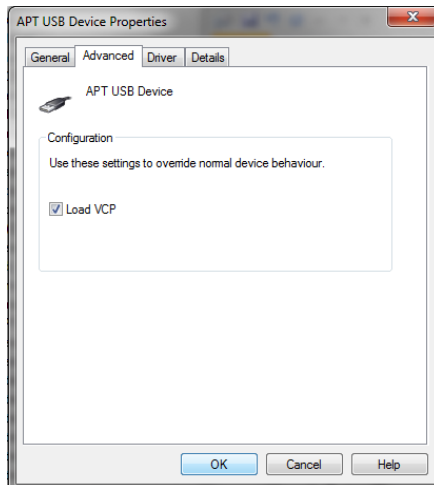 APT USB Device Properties
General Advanced Driver Details
APT USB Device
Configuration
Use these settings to override normal device behaviour.
Load VCP
OK Cancel Help